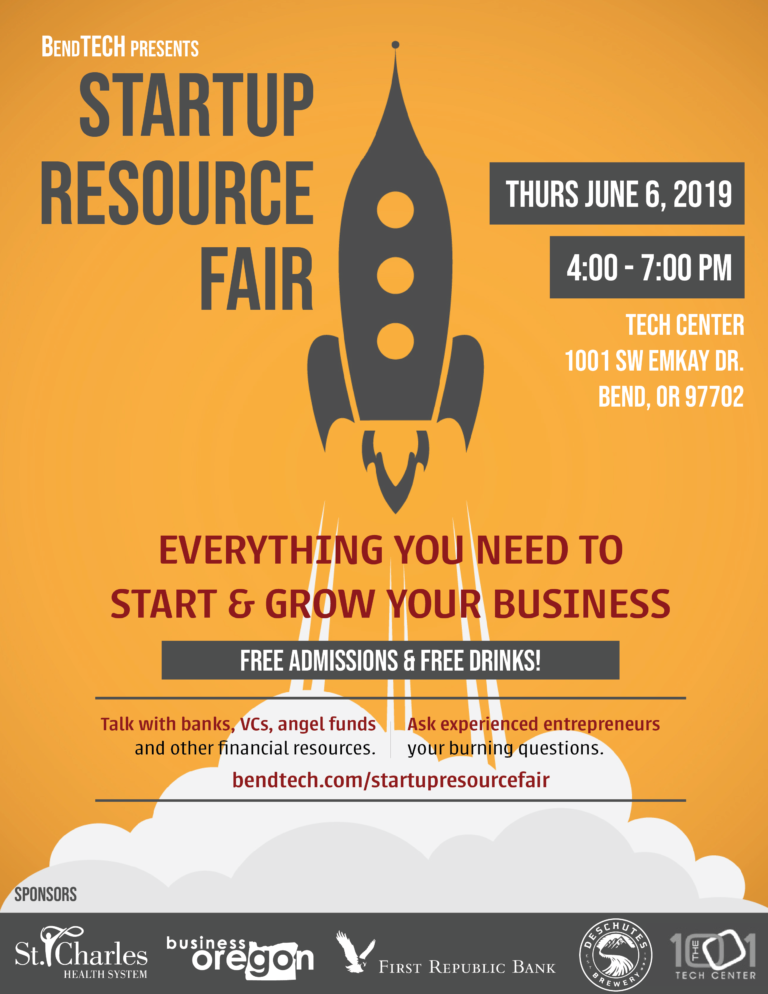 BENDTECH PRESENTS
STARTUP
RESOURCE
FAIR
THURS JUNE 6, 2019
4:00 - 7:00 PM
TECH CENTER
1001 SW EMKAY DR.
BEND, OR 97702
EVERYTHING YOU NEED TO
START & GROW YOUR BUSINESS
FREE ADMISSIONS & FREE DRINKS!
Talk with banks, VCs, angel funds
and other financial resources.
Ask experienced entrepreneurs
your burning questions.
bendtech.com/startupresourcefair
SPONSORS
St. Charles
HEALTH SYSTEM
business
oregon
FIRST REPUBLIC BANK
DESCHUTES
BREWERY
THE 1001
TECH CENTER